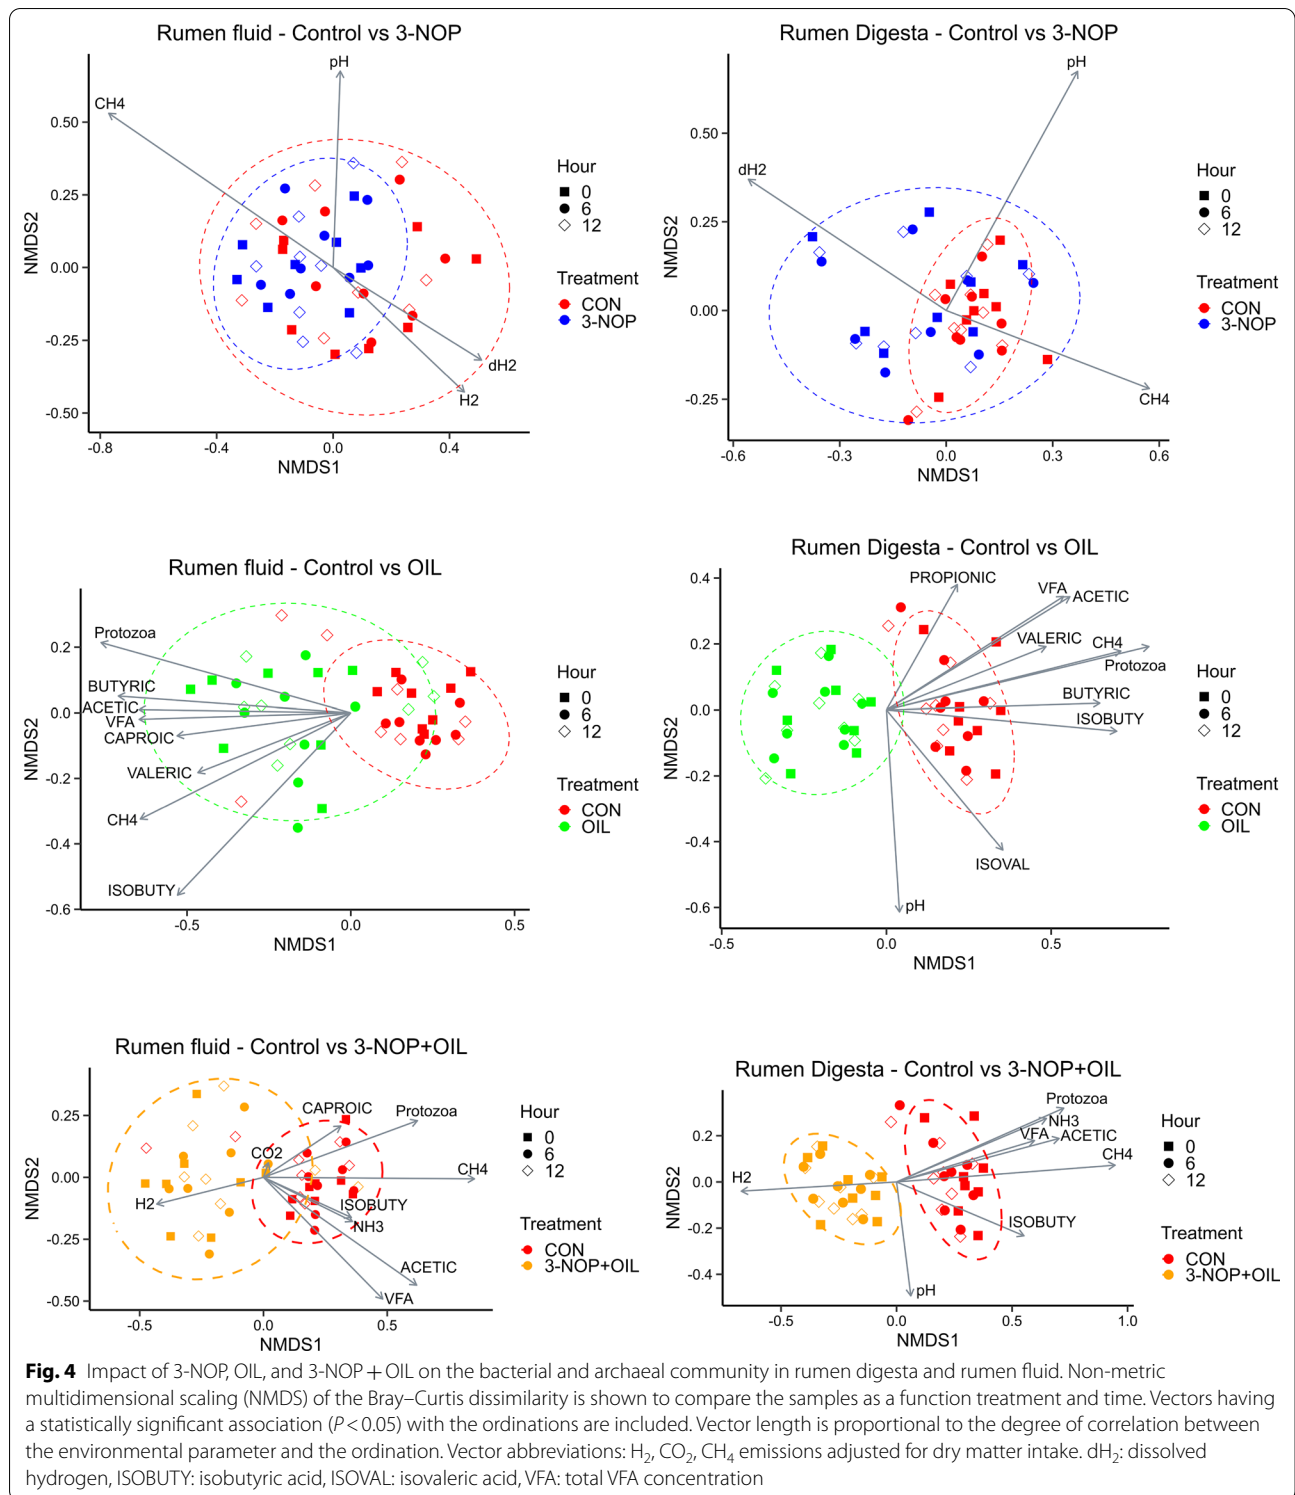 Rumen fluid - Control vs 3-NOP
pH
CH4
0.50
0.25
0.00
-0.25
-0.50
NMDS2
dH2
H2
-0.8
-0.4
0.0
0.4
NMDS1
Hour
0
6
12
Treatment
CON
3-NOP
Rumen Digesta - Control vs 3-NOP
pH
dH2
0.50
0.25
0.00
-0.25
NMDS2
CH4
-0.6
-0.3
0.0
0.3
0.6
NMDS1
Hour
0
6
12
Treatment
CON
3-NOP
Rumen fluid - Control vs OIL
Protozoa
BUTYRIC
ACETIC
VFA
CAPROIC
VALERIC
CH4
ISOBUTY
0.2
0.0
-0.2
-0.4
-0.6
NMDS2
-0.5
0.0
0.5
NMDS1
Hour
0
6
12
Treatment
CON
OIL
Rumen Digesta - Control vs OIL
PROPIONIC
VFA
ACETIC
VALERIC
CH4
Protozoa
BUTYRIC
ISOBUTY
ISOVAL
pH
0.4
0.2
0.0
-0.2
-0.4
-0.6
NMDS2
-0.5
0.0
0.5
NMDS1
Hour
0
6
12
Treatment
CON
OIL
Rumen fluid - Control vs 3-NOP+OIL
CAPROIC
Protozoa
CO2
CH4
H2
ISOBUTY
NH3
ACETIC
VFA
0.25
0.00
-0.25
-0.50
NMDS2
-0.5
0.0
0.5
NMDS1
Hour
0
6
12
Treatment
CON
3-NOP+OIL
Rumen Digesta - Control vs 3-NOP+OIL
Protozoa
NH3
VFA
ACETIC
CH4
H2
ISOBUTY
pH
0.2
0.0
-0.2
-0.4
NMDS2
-0.5
0.0
0.5
1.0
NMDS1
Hour
0
6
12
Treatment
CON
3-NOP+OIL
Fig. 4 Impact of 3-NOP, OIL, and 3-NOP + OIL on the bacterial and archaeal community in rumen digesta and rumen fluid. Non-metric
multidimensional scaling (NMDS) of the Bray–Curtis dissimilarity is shown to compare the samples as a function treatment and time. Vectors having
a statistically significant association (P < 0.05) with the ordinations are included. Vector length is proportional to the degree of correlation between
the environmental parameter and the ordination. Vector abbreviations: H₂, CO₂, CH₄ emissions adjusted for dry matter intake. dH₂: dissolved
hydrogen, ISOBUTY: isobutyric acid, ISOVAL: isovaleric acid, VFA: total VFA concentration